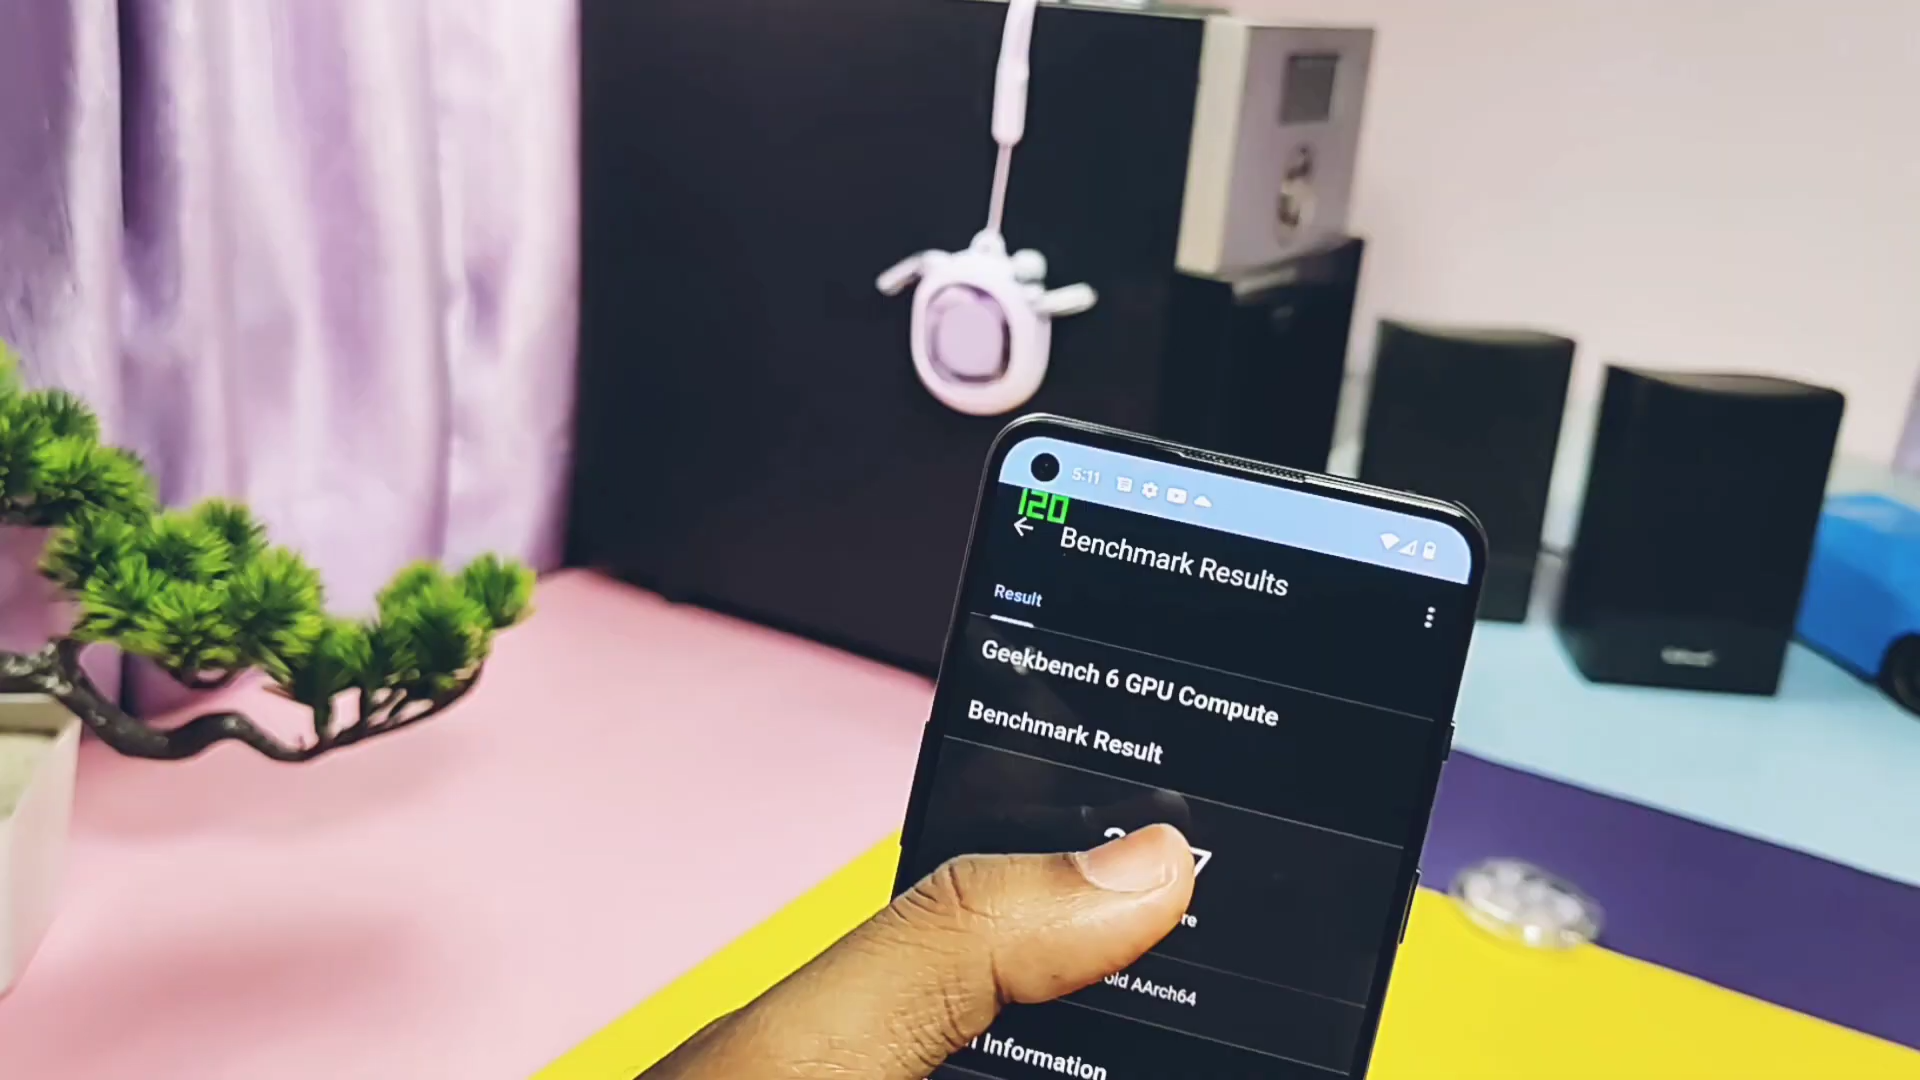 5:11
120
Benchmark Results
Result
Geekbench 6 GPU Compute
Benchmark Result
AArch64
Information